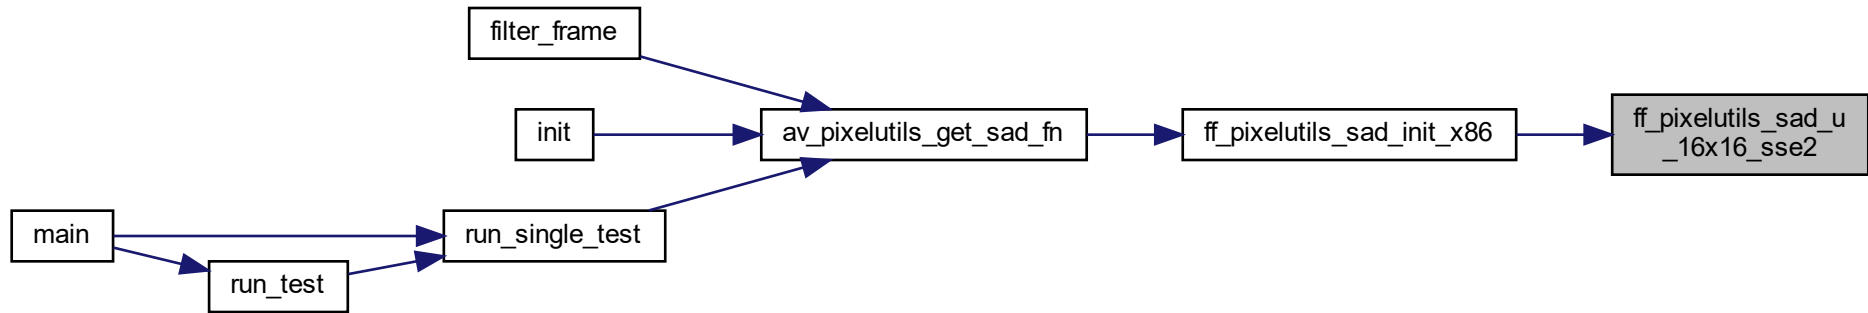 filter_frame
init
av_pixelutils_get_sad_fn
ff_pixelutils_sad_init_x86
ff_pixelutils_sad_u
_16x16_sse2
main
run_single_test
run_test